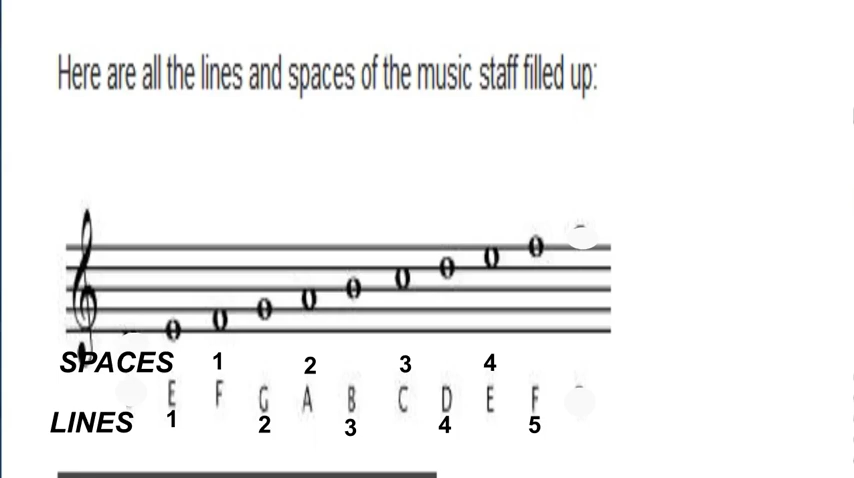 Here are all the lines and spaces of the music staff filled up:
SPACES 1 2 3 4
E F G A B C D E F
LINES 1 2 3 4 5